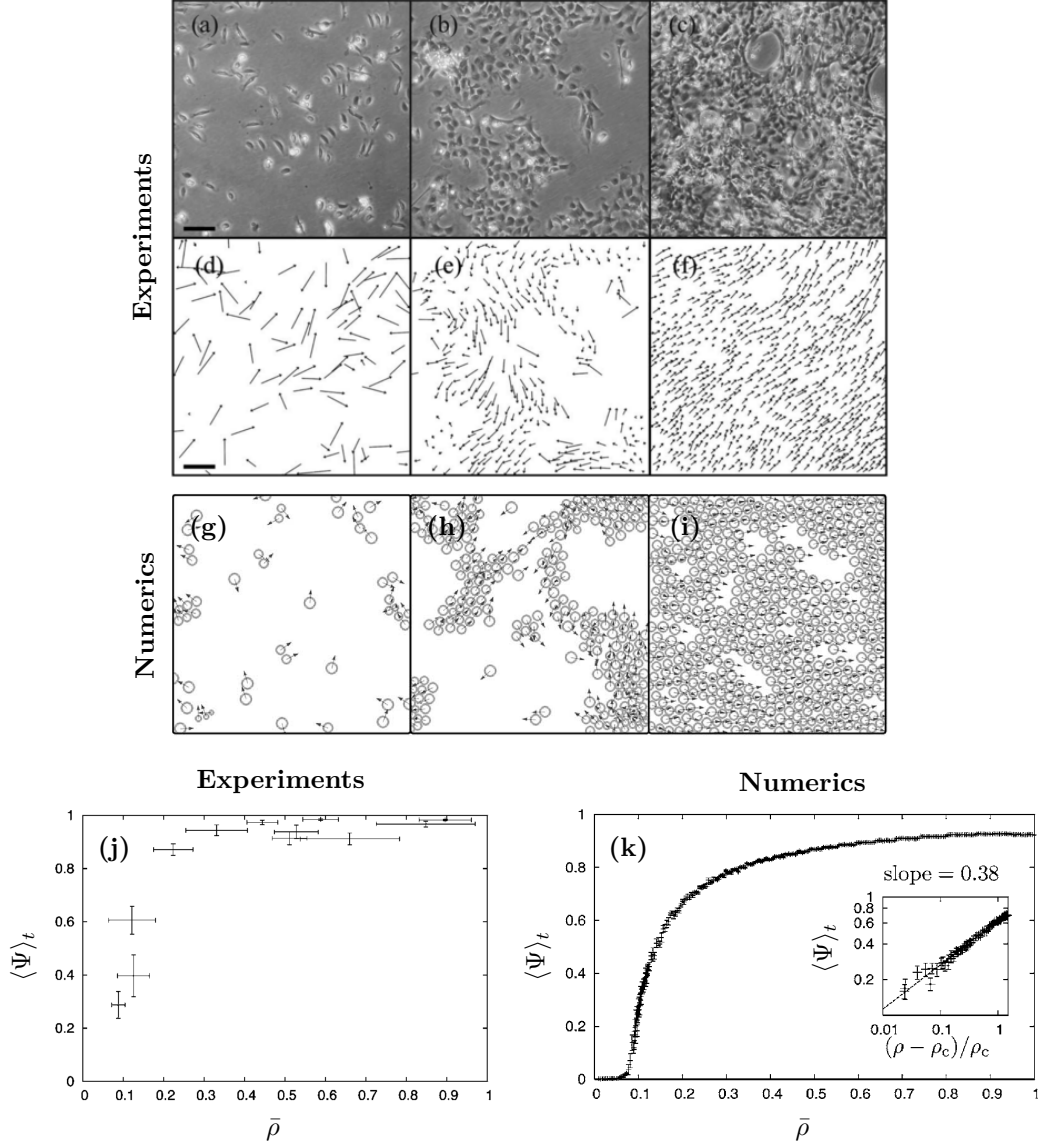 (a) (b) (c)
Experiments
(d) (e) (f)
(g) (h) (i)
Numerics
Experiments
(j)
⟨Ψ⟩t
1
0.8
0.6
0.4
0.2
0
0 0.1 0.2 0.3 0.4 0.5 0.6 0.7 0.8 0.9 1
ρ̄
Numerics
(k)
⟨Ψ⟩t
1
0.8
0.6
0.4
0.2
0
0 0.1 0.2 0.3 0.4 0.5 0.6 0.7 0.8 0.9 1
ρ̄
slope = 0.38
⟨Ψ⟩t
1
0.8
0.4
0.2
0.01 0.1 1
(ρ − ρc)/ρc